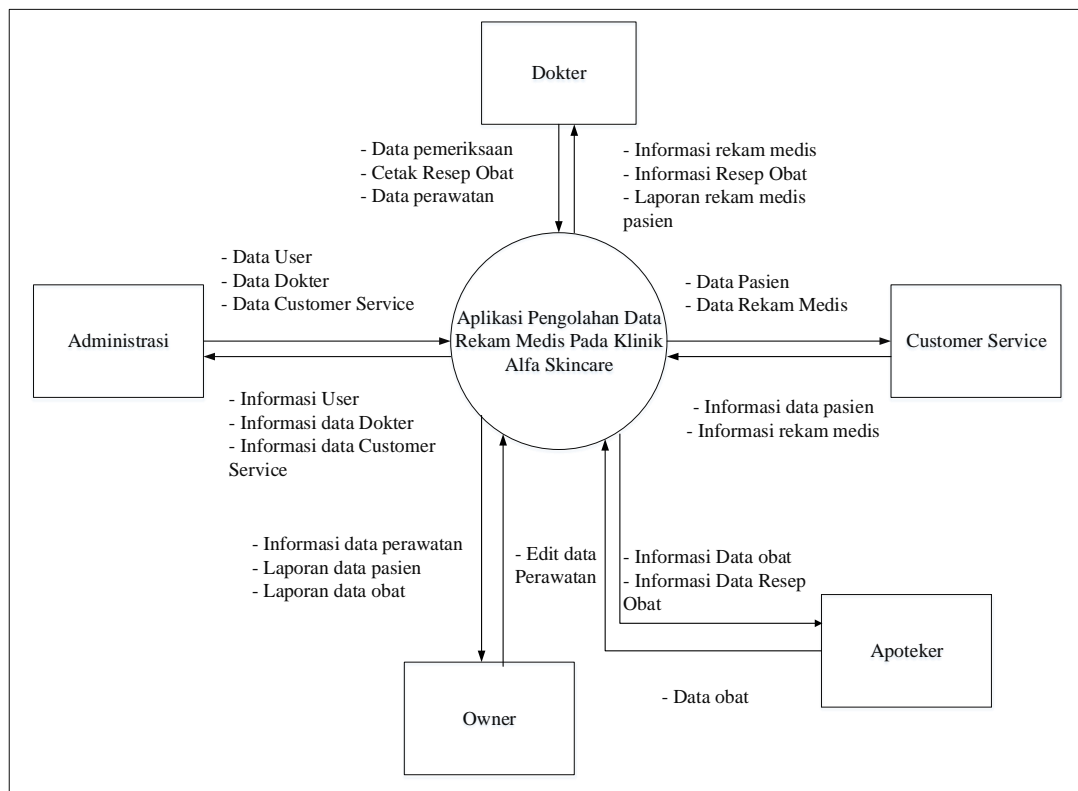 Dokter
- Data pemeriksaan
- Cetak Resep Obat
- Data perawatan
- Informasi rekam medis
- Informasi Resep Obat
- Laporan rekam medis
pasien
- Data User
- Data Dokter
- Data Customer Service
- Data Pasien
- Data Rekam Medis
Administrasi
Aplikasi Pengolahan Data
Rekam Medis Pada Klinik
Alfa Skincare
Customer Service
- Informasi User
- Informasi data Dokter
- Informasi data Customer
Service
- Informasi data pasien
- Informasi rekam medis
- Informasi data perawatan
- Laporan data pasien
- Laporan data obat
- Edit data
Perawatan
- Informasi Data obat
- Informasi Data Resep
Obat
Apoteker
- Data obat
Owner